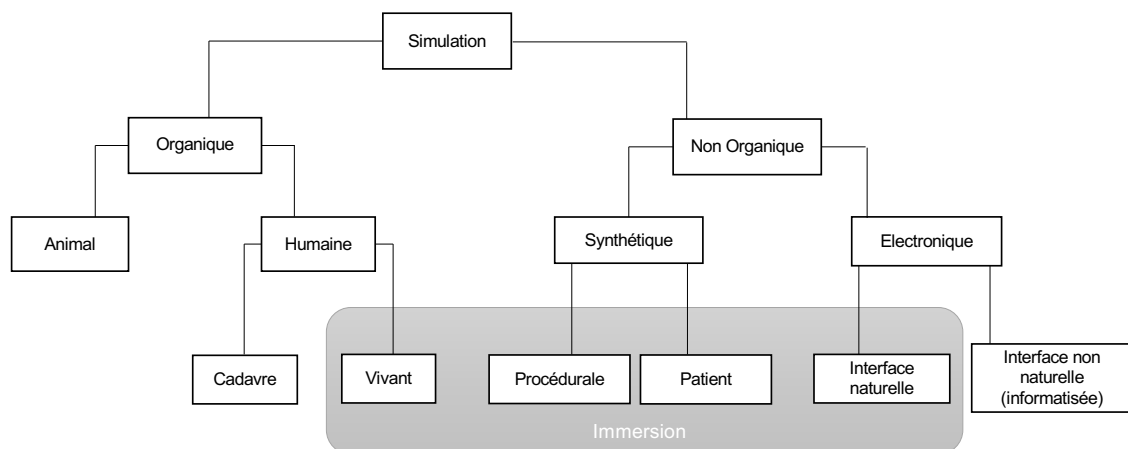 Simulation
Organique
Non Organique
Animal
Humaine
Synthétique
Electronique
Cadavre
Vivant
Procédurale
Patient
Interface
naturelle
Interface non
naturelle
(informatisée)
Immersion